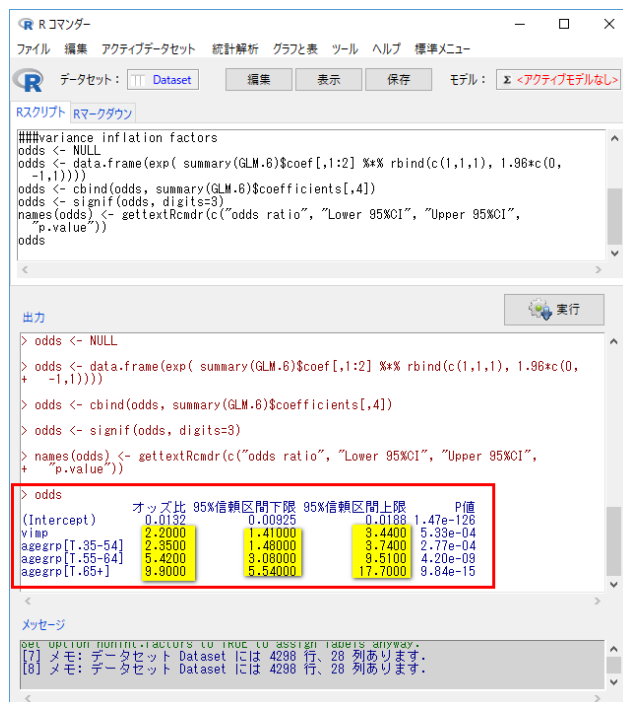 R コマンダー
ファイル 編集 アクティブデータセット 統計解析 グラフと表 ツール ヘルプ 標準メニュー
R データセット： Dataset 編集 表示 保存 モデル： Σ <アクティブモデルなし>
Rスクリプト Rマークダウン
###variance inflation factors
odds <- NULL
odds <- data.frame(exp( summary(GLM.6)$coef[,1:2] %*% rbind(c(1,1,1), 1.96*c(0,
-1,1))))
odds <- cbind(odds, summary(GLM.6)$coefficients[,4])
odds <- signif(odds, digits=3)
names(odds) <- gettextRcmdr(c("odds ratio", "Lower 95%CI", "Upper 95%CI",
"p.value"))
odds
出力
実行
> odds <- NULL
> odds <- data.frame(exp( summary(GLM.6)$coef[,1:2] %*% rbind(c(1,1,1), 1.96*c(0,
+ -1,1))))
> odds <- cbind(odds, summary(GLM.6)$coefficients[,4])
> odds <- signif(odds, digits=3)
> names(odds) <- gettextRcmdr(c("odds ratio", "Lower 95%CI", "Upper 95%CI",
+ "p.value"))
> odds
オッズ比 95%信頼区間下限 95%信頼区間上限 P値
(Intercept) 0.0132 0.00925 0.0188 1.47e-126
vimp 2.2000 1.41000 3.4400 5.33e-04
agegrp[T.35-54] 2.3500 1.48000 3.7400 2.77e-04
agegrp[T.55-64] 5.4200 3.08000 9.5100 4.20e-09
agegrp[T.65+] 9.9000 5.54000 17.7000 9.84e-15
メッセージ
set option nonint.factors to TRUE to assign labels anyway.
[7] メモ: データセット Dataset には 4298 行、28 列あります.
[8] メモ: データセット Dataset には 4298 行、28 列あります.